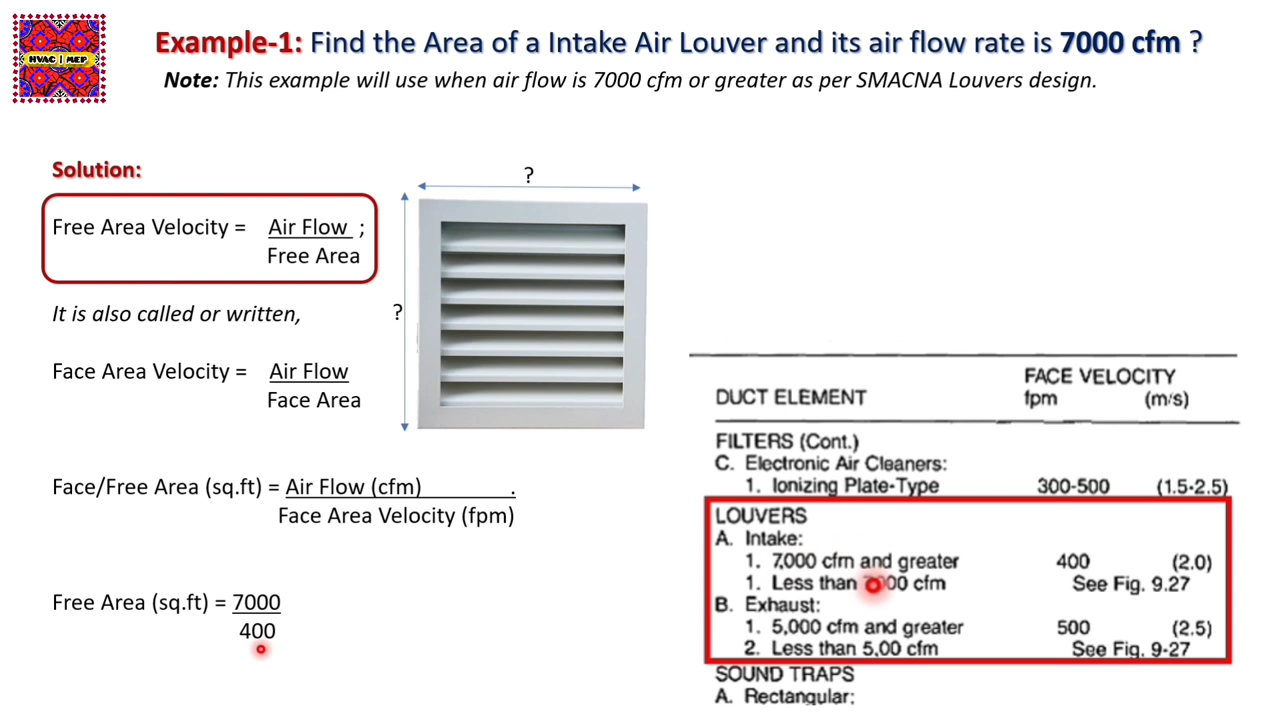 HVAC | MEP
Example-1: Find the Area of a Intake Air Louver and its air flow rate is 7000 cfm ?
Note: This example will use when air flow is 7000 cfm or greater as per SMACNA Louvers design.
Solution:
Free Area Velocity = Air Flow ;
Free Area
It is also called or written,
Face Area Velocity = Air Flow
Face Area
Face/Free Area (sq.ft) = Air Flow (cfm) .
Face Area Velocity (fpm)
Free Area (sq.ft) = 7000
400
?
?
DUCT ELEMENT
FACE VELOCITY
fpm (m/s)
FILTERS (Cont.)
C. Electronic Air Cleaners:
1. Ionizing Plate-Type 300-500 (1.5-2.5)
LOUVERS
A. Intake:
1. 7,000 cfm and greater 400 (2.0)
1. Less than 7000 cfm See Fig. 9.27
B. Exhaust:
1. 5,000 cfm and greater 500 (2.5)
2. Less than 5,00 cfm See Fig. 9-27
SOUND TRAPS
A. Rectangular: